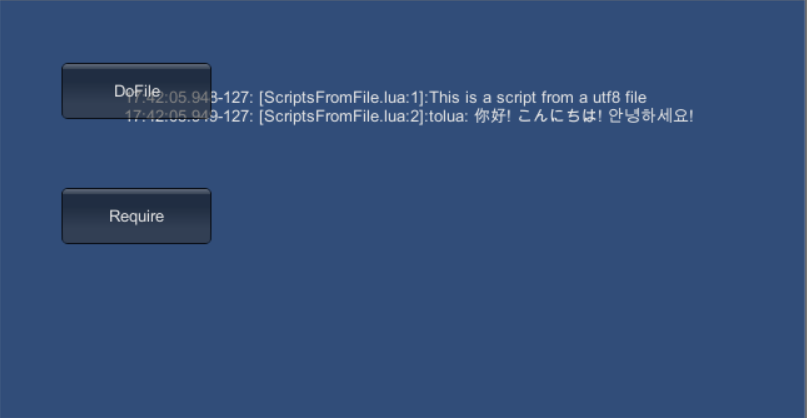 DoFile
17:42:05.948-127: [ScriptsFromFile.lua:1]:This is a script from a utf8 file
17:42:05.949-127: [ScriptsFromFile.lua:2]:tolua: 你好! こんにちは! 안녕하세요!
Require